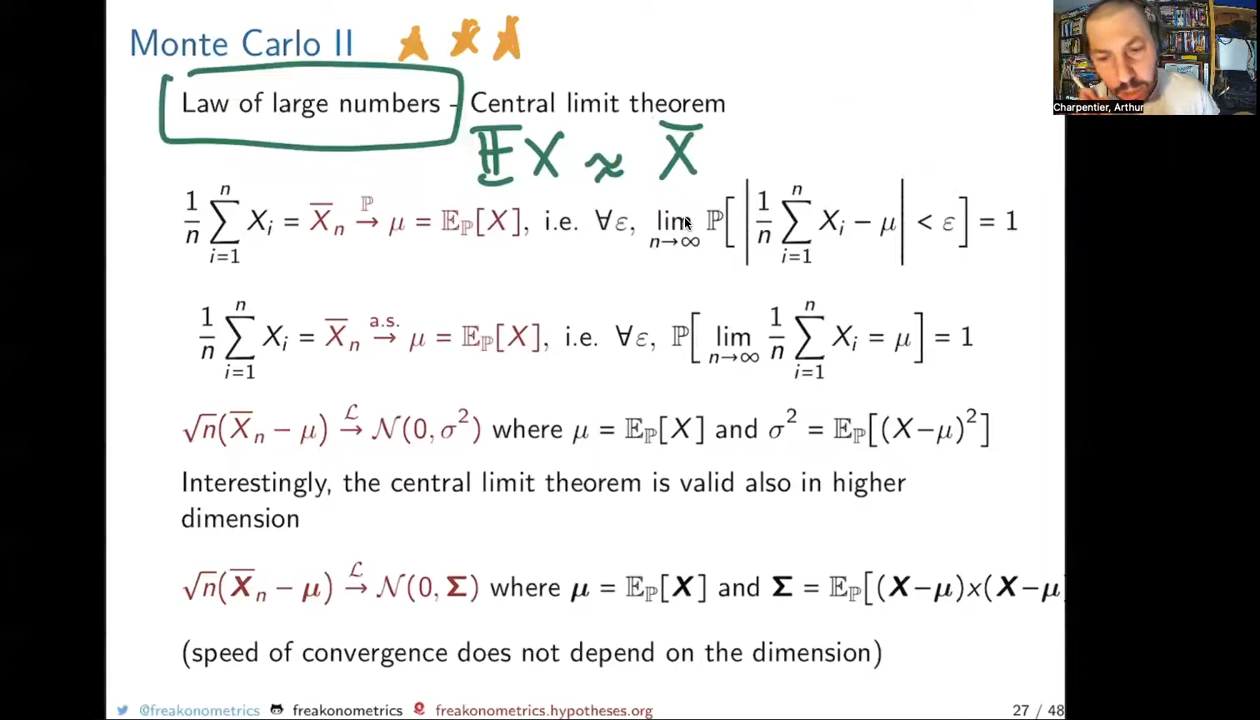 Monte Carlo II
Charpentier, Arthur
Law of large numbers - Central limit theorem
𝔼X ≈ X̅
1/n ∑_{i=1}^{n} X_i = X̅_n →^ℙ μ = 𝔼_ℙ[X], i.e. ∀ε, lim_{n→∞} ℙ[|1/n ∑_{i=1}^{n} X_i − μ| < ε] = 1
1/n ∑_{i=1}^{n} X_i = X̅_n →^{a.s.} μ = 𝔼_ℙ[X], i.e. ∀ε, ℙ[lim_{n→∞} 1/n ∑_{i=1}^{n} X_i = μ] = 1
√n(X̅_n − μ) →^ℒ 𝒩(0, σ²) where μ = 𝔼_ℙ[X] and σ² = 𝔼_ℙ[(X−μ)²]
Interestingly, the central limit theorem is valid also in higher
dimension
√n(X̅_n − μ) →^ℒ 𝒩(0, Σ) where μ = 𝔼_ℙ[X] and Σ = 𝔼_ℙ[(X−μ)x(X−μ
(speed of convergence does not depend on the dimension)
@freakonometrics freakonometrics freakonometrics.hypotheses.org 27 / 48